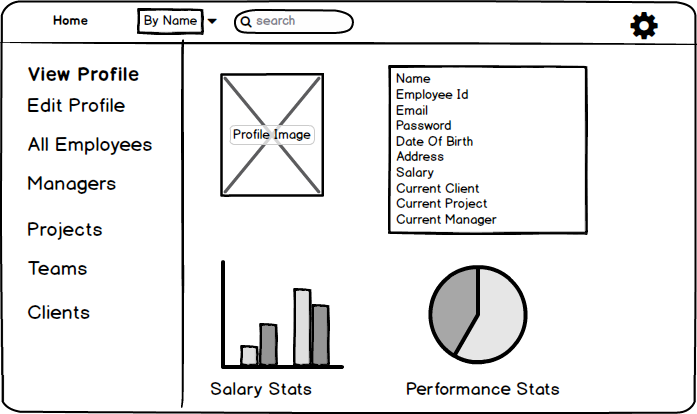 Home
By Name
search
View Profile
Edit Profile
All Employees
Managers
Projects
Teams
Clients
Profile Image
Name
Employee Id
Email
Password
Date Of Birth
Address
Salary
Current Client
Current Project
Current Manager
Salary Stats
Performance Stats